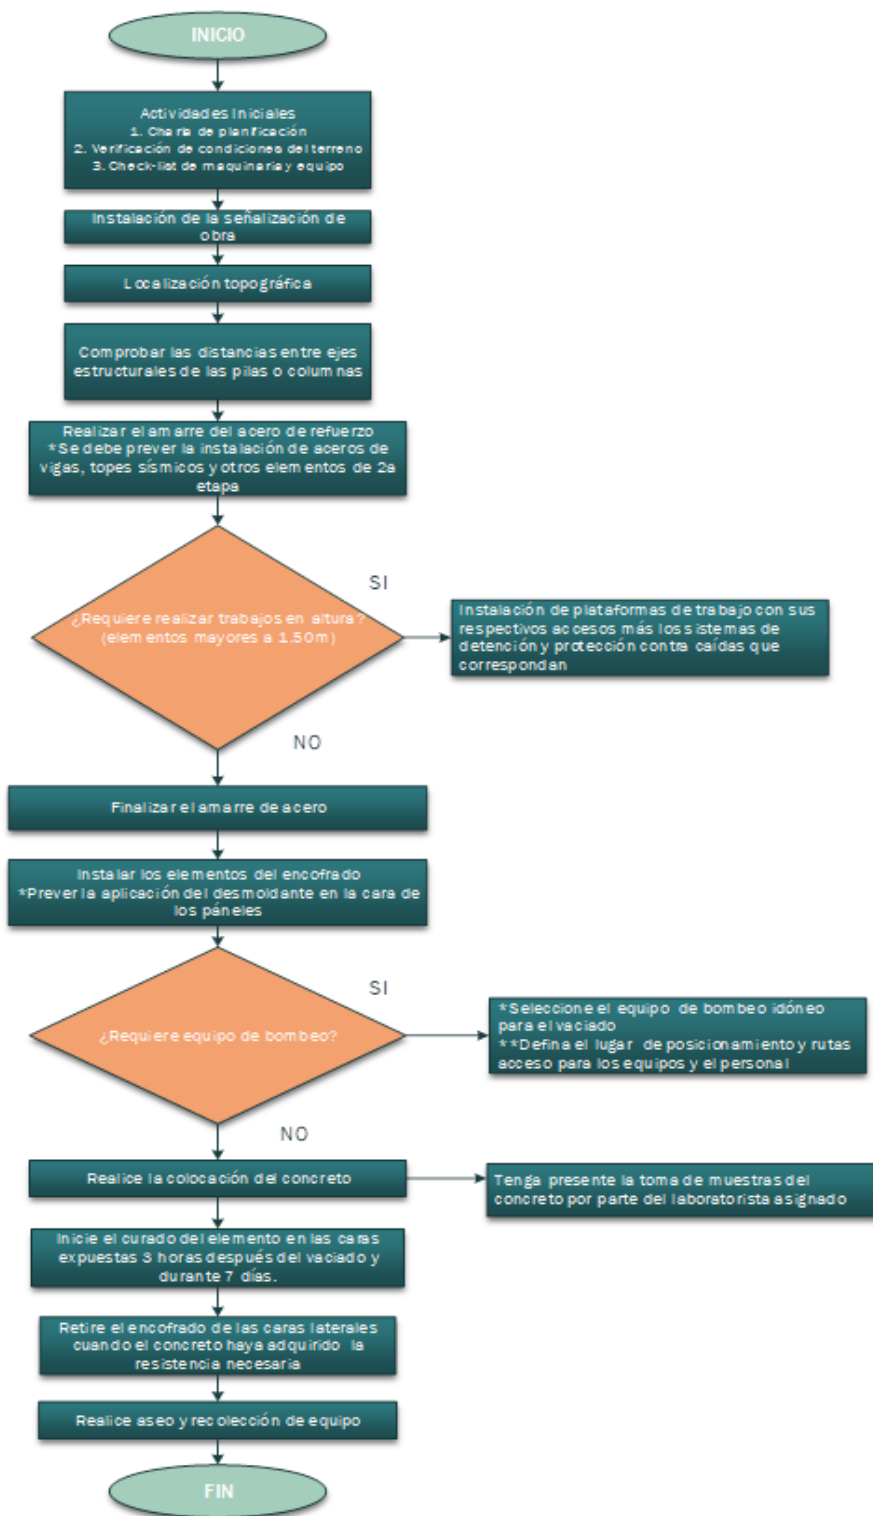 INICIO
Actividades Iniciales
1. Charla de planificación
2. Verificación de condiciones del terreno
3. Check-list de maquinaria y equipo
Instalación de la señalización de
obra
Localización topográfica
Comprobar las distancias entre ejes
estructurales de las pilas o columnas
Realizar el amarre del acero de refuerzo
*Se debe prever la instalación de aceros de
vigas, topes sísmicos y otros elementos de 2a
etapa
SI
¿Requiere realizar trabajos en altura?
(elementos mayores a 1.50m)
Instalación de plataformas de trabajo con sus
respectivos accesos más los sistemas de
detención y protección contra caídas que
correspondan
NO
Finalizar el amarre de acero
Instalar los elementos del encofrado
*Prever la aplicación del desmoldante en la cara de
los páneles
SI
¿Requiere equipo de bombeo?
*Seleccione el equipo de bombeo idóneo
para el vaciado
**Defina el lugar de posicionamiento y rutas
acceso para los equipos y el personal
NO
Realice la colocación del concreto
Tenga presente la toma de muestras del
concreto por parte del laboratorista asignado
Inicie el curado del elemento en las caras
expuestas 3 horas después del vaciado y
durante 7 días.
Retire el encofrado de las caras laterales
cuando el concreto haya adquirido la
resistencia necesaria
Realice aseo y recolección de equipo
FIN